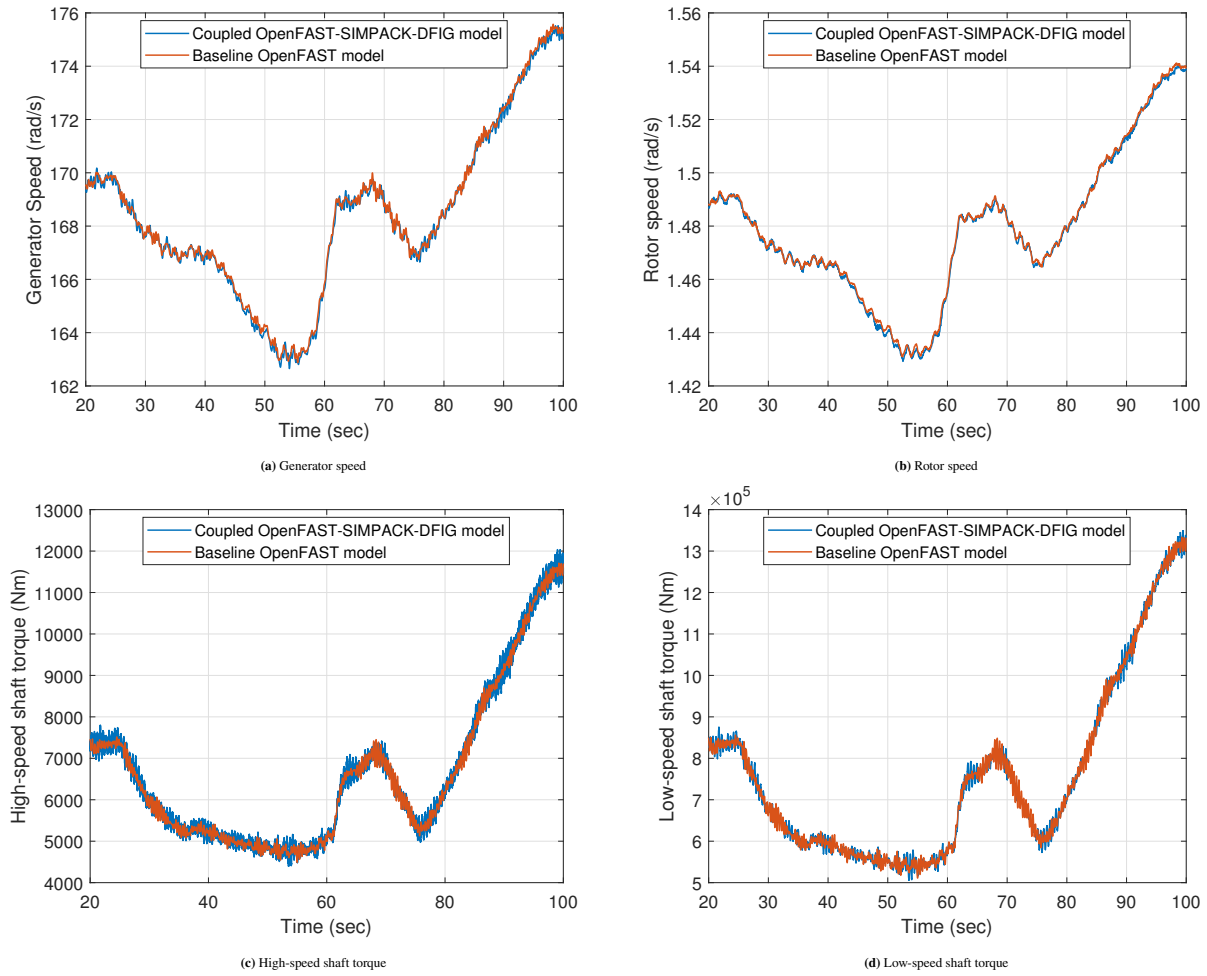 176
174
172
170
168
166
164
162
Generator Speed (rad/s)
Coupled OpenFAST-SIMPACK-DFIG model
Baseline OpenFAST model
20 30 40 50 60 70 80 90 100
Time (sec)
(a) Generator speed
1.56
1.54
1.52
1.5
1.48
1.46
1.44
1.42
Rotor speed (rad/s)
Coupled OpenFAST-SIMPACK-DFIG model
Baseline OpenFAST model
20 30 40 50 60 70 80 90 100
Time (sec)
(b) Rotor speed
13000
12000
11000
10000
9000
8000
7000
6000
5000
4000
High-speed shaft torque (Nm)
Coupled OpenFAST-SIMPACK-DFIG model
Baseline OpenFAST model
20 40 60 80 100
Time (sec)
(c) High-speed shaft torque
×10⁵
14
13
12
11
10
9
8
7
6
5
Low-speed shaft torque (Nm)
Coupled OpenFAST-SIMPACK-DFIG model
Baseline OpenFAST model
20 30 40 50 60 70 80 90 100
Time (sec)
(d) Low-speed shaft torque